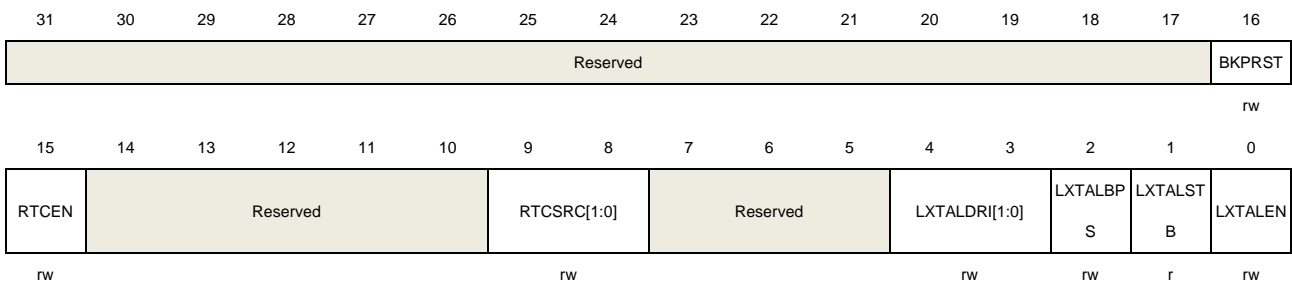 31 30 29 28 27 26 25 24 23 22 21 20 19 18 17 16
Reserved BKPRST
rw
15 14 13 12 11 10 9 8 7 6 5 4 3 2 1 0
RTCEN Reserved RTCSRC[1:0] Reserved LXTALDRI[1:0] LXTALBP LXTALST LXTALEN
S B
rw rw rw rw r rw